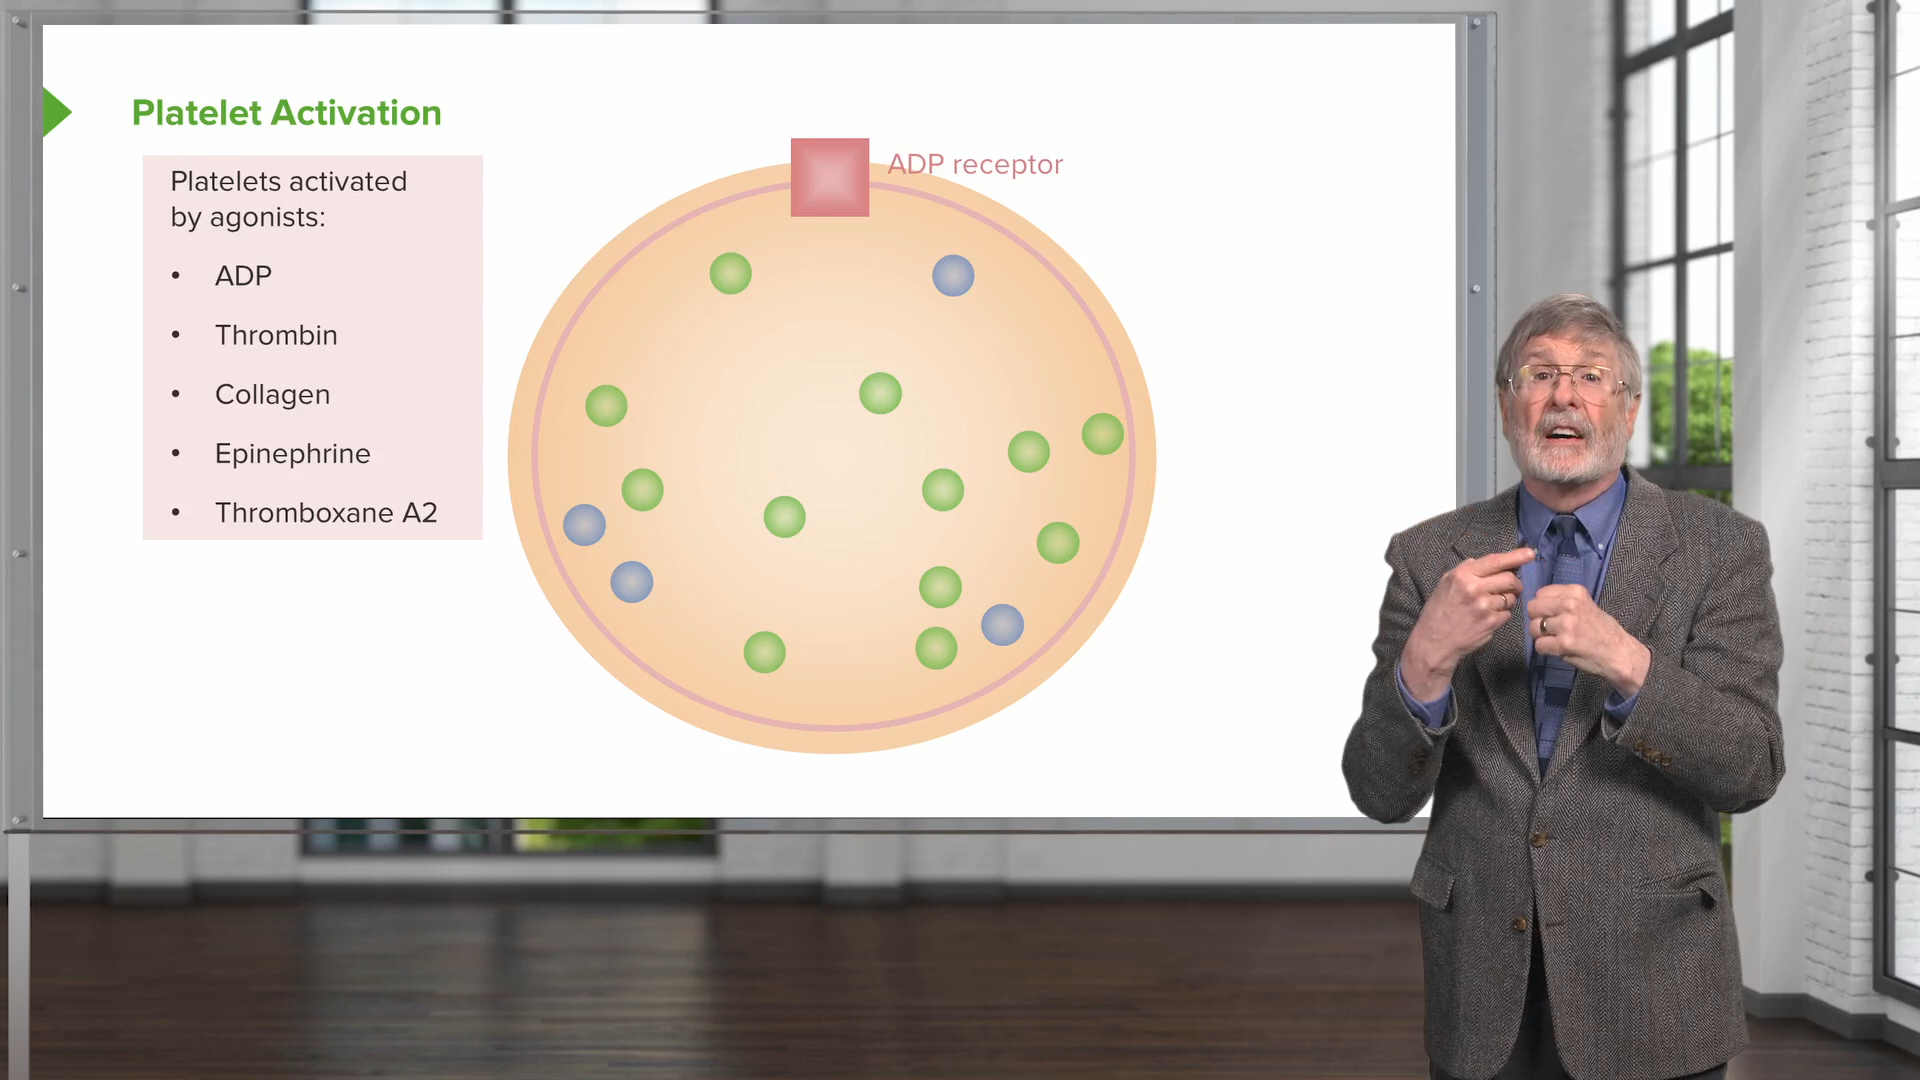 Platelet Activation
ADP receptor
Platelets activated
by agonists:
• ADP
• Thrombin
• Collagen
• Epinephrine
• Thromboxane A2